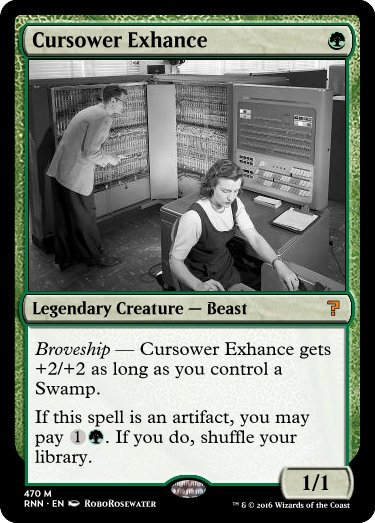 Cursower Exhance
Legendary Creature — Beast
Broveship — Cursower Exhance gets
+2/+2 as long as you control a
Swamp.
If this spell is an artifact, you may
pay 1. If you do, shuffle your
library.
1/1
470 M
RNN • EN RoboRosewater
™ & © 2016 Wizards of the Coast